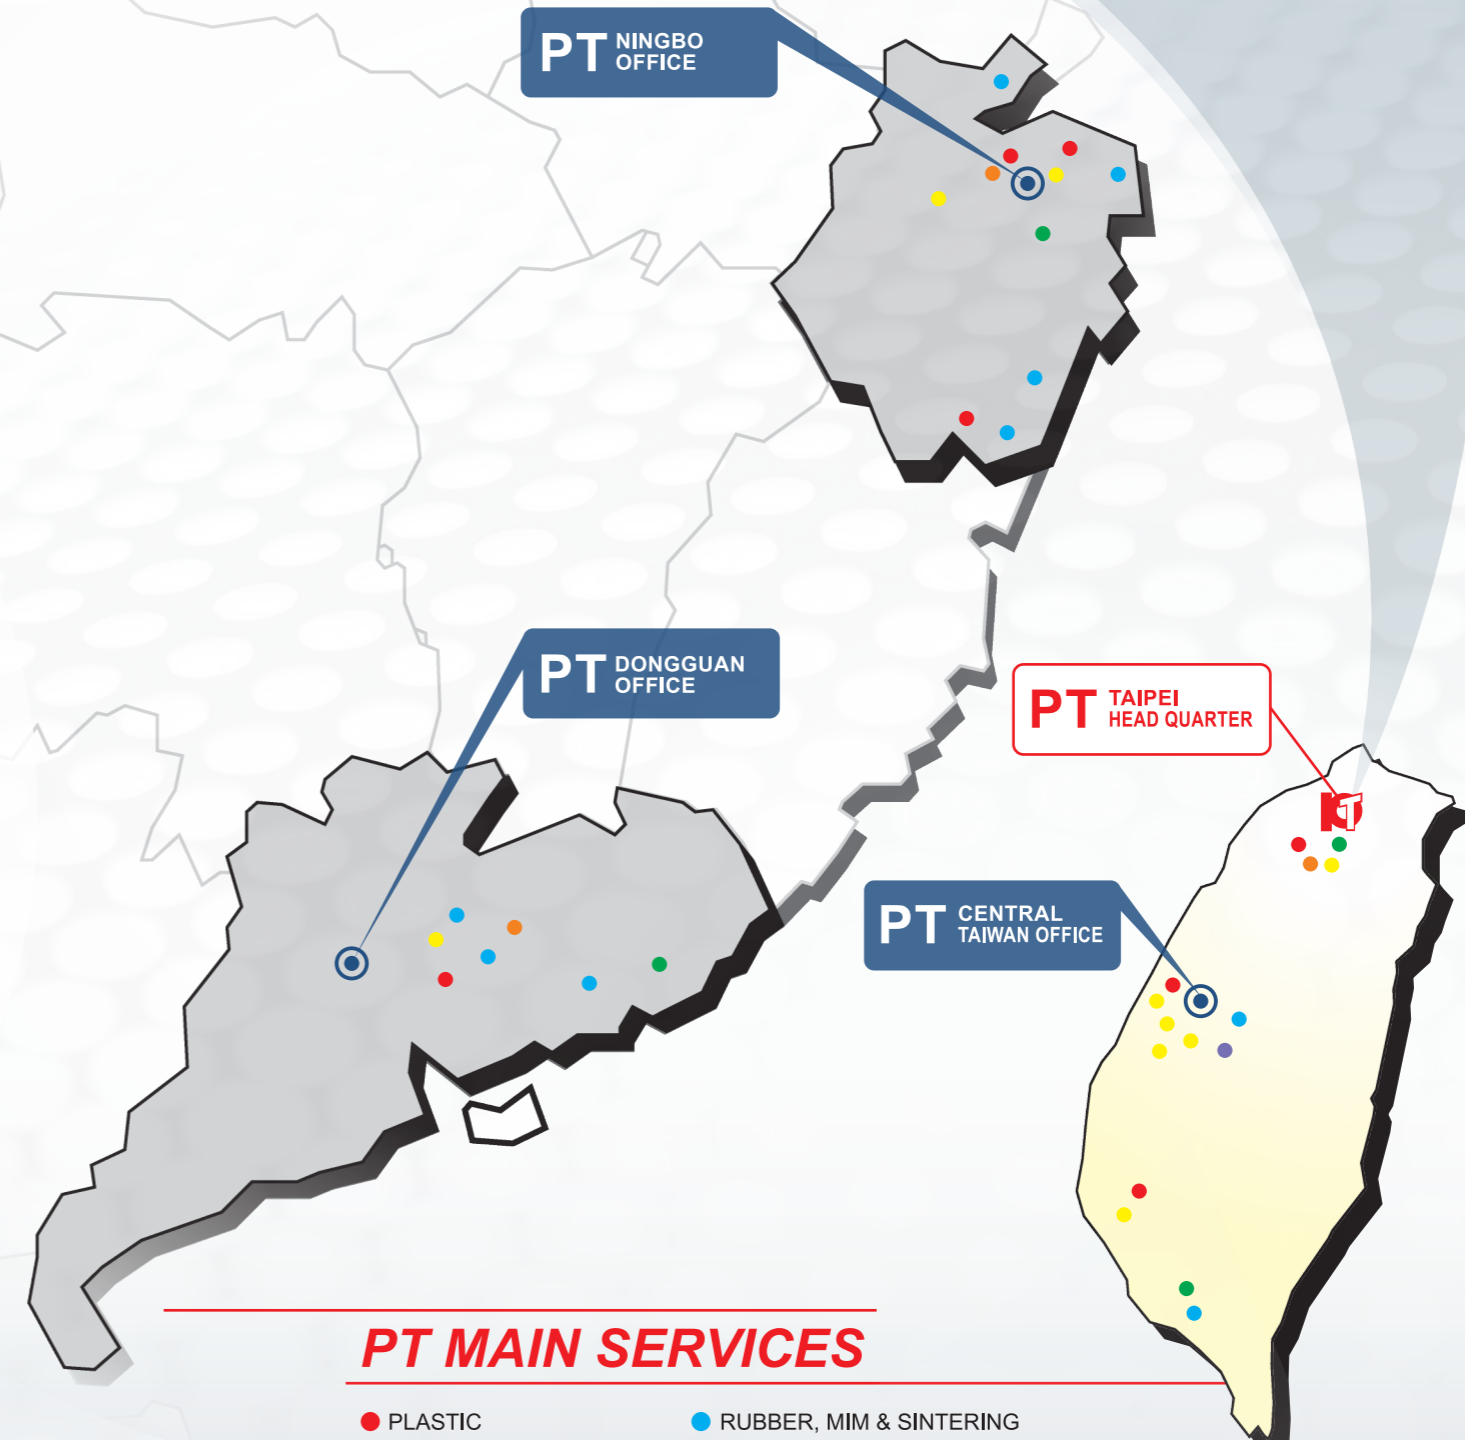 PT NINGBO
OFFICE
PT DONGGUAN
OFFICE
PT TAIPEI
HEAD QUARTER
PT CENTRAL
TAIWAN OFFICE
PT MAIN SERVICES
PLASTIC
RUBBER, MIM & SINTERING